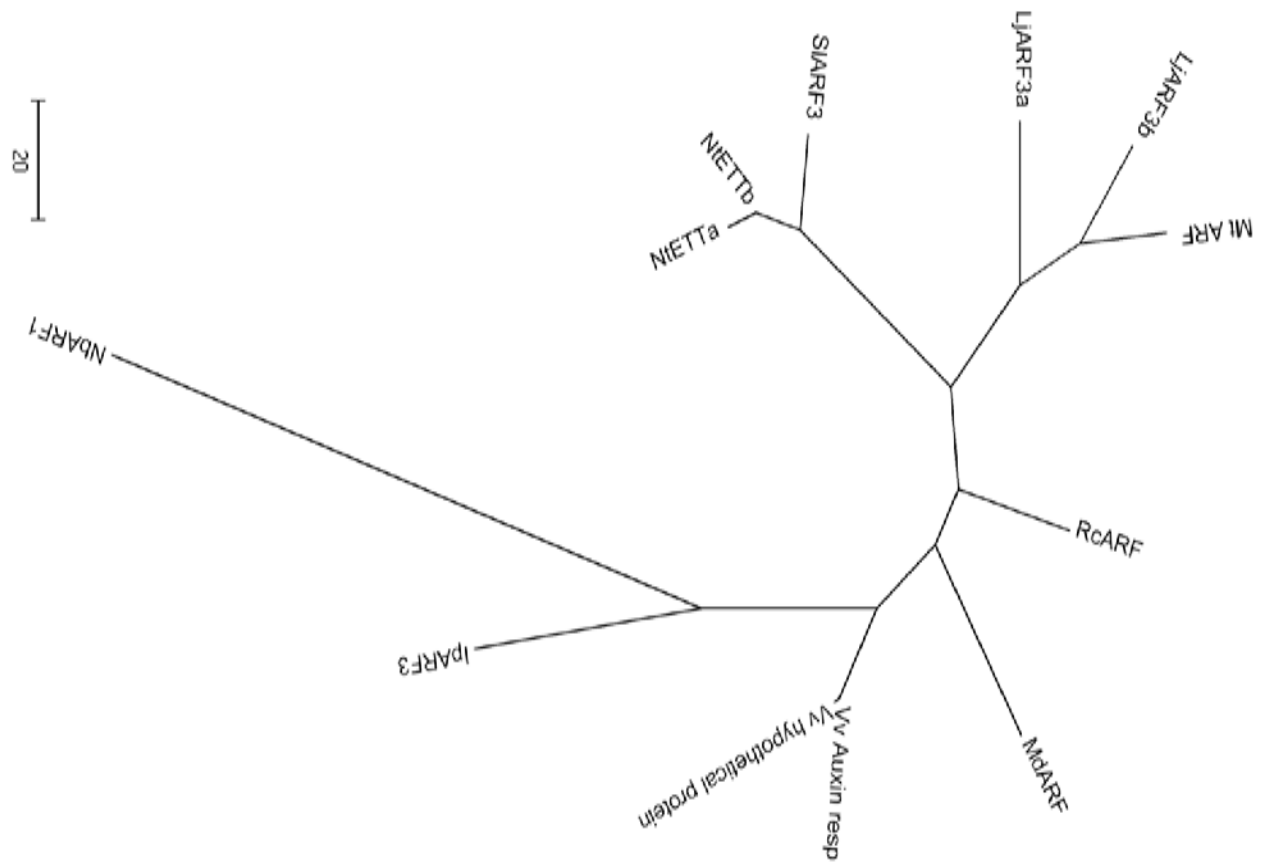 LjARF3a
SlARF3
LjARF3b
NtETTb
20
NtETTa
Mt ARF
NbARF1
RcARF
IpARF3
Vv hypothetical protein
Vv Auxin resp
MdARF